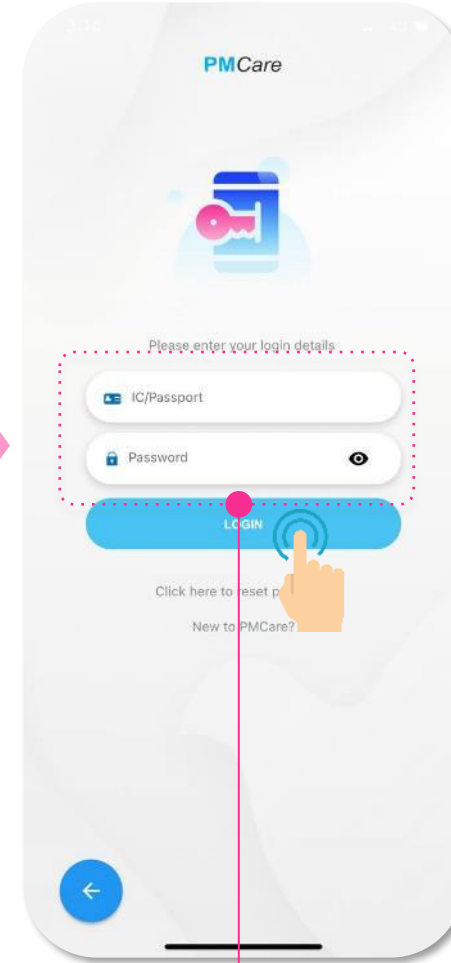 PMCare
Please enter your login details
IC/Passport
Password
LOGIN
Click here to reset
New to PMCare?